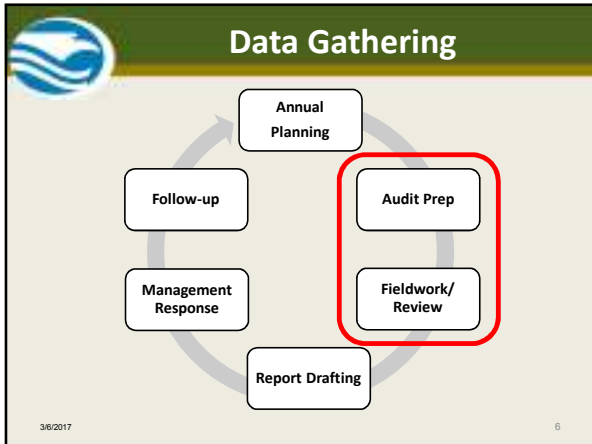 Data Gathering
Annual
Planning
Audit Prep
Fieldwork/
Review
Report Drafting
Management
Response
Follow-up
3/6/2017
6